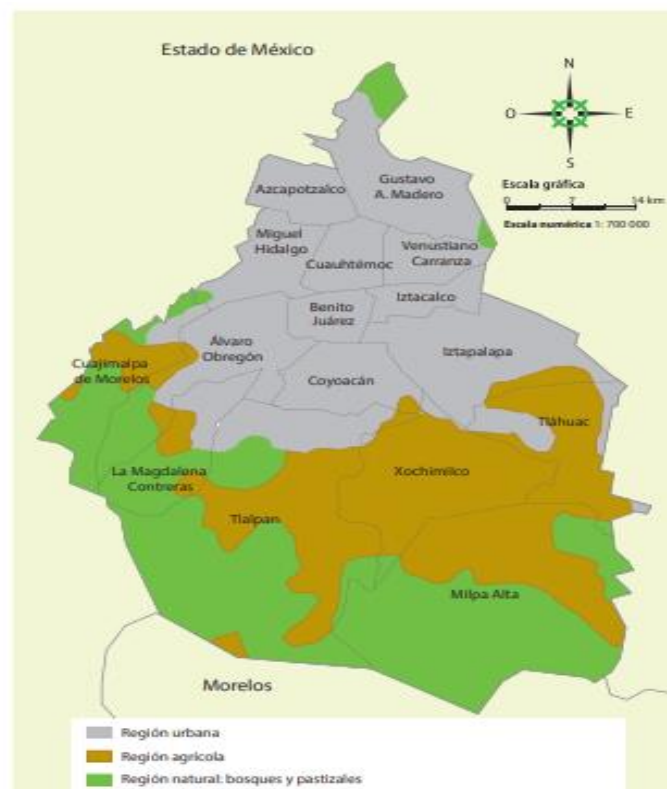 Estado de México
N
O
E
S
Escala gráfica
0 7 14 km
Escala numérica 1: 700 000
Gustavo
A. Madero
Azcapotzalco
Miguel
Hidalgo
Cuauhtémoc
Venustiano
Carranza
Iztacalco
Benito
Juárez
Álvaro
Obregón
Iztapalapa
Cuajimalpa
de Morelos
Coyoacán
Tláhuac
La Magdalena
Contreras
Xochimilco
Tlalpan
Milpa Alta
Morelos
Región urbana
Región agrícola
Región natural: bosques y pastizales